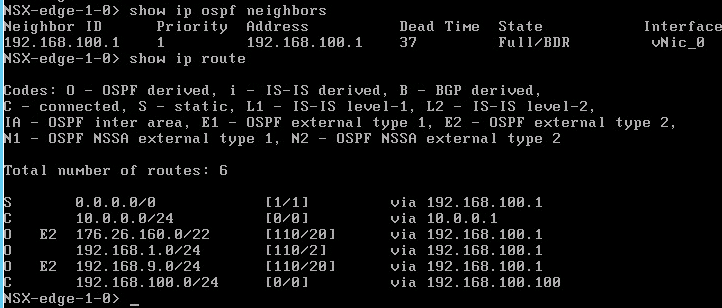 NSX-edge-1-0> show ip ospf neighbors
Neighbor ID Priority Address Dead Time State Interface
192.168.100.1 1 192.168.100.1 37 Full/BDR vNic_0
NSX-edge-1-0> show ip route
Codes: O - OSPF derived, i - IS-IS derived, B - BGP derived,
C - connected, S - static, L1 - IS-IS level-1, L2 - IS-IS level-2,
IA - OSPF inter area, E1 - OSPF external type 1, E2 - OSPF external type 2,
N1 - OSPF NSSA external type 1, N2 - OSPF NSSA external type 2
Total number of routes: 6
S 0.0.0.0/0 [1/1] via 192.168.100.1
C 10.0.0.0/24 [0/0] via 10.0.0.1
O E2 176.26.160.0/22 [110/20] via 192.168.100.1
O 192.168.1.0/24 [110/2] via 192.168.100.1
O E2 192.168.9.0/24 [110/20] via 192.168.100.1
C 192.168.100.0/24 [0/0] via 192.168.100.100
NSX-edge-1-0> _